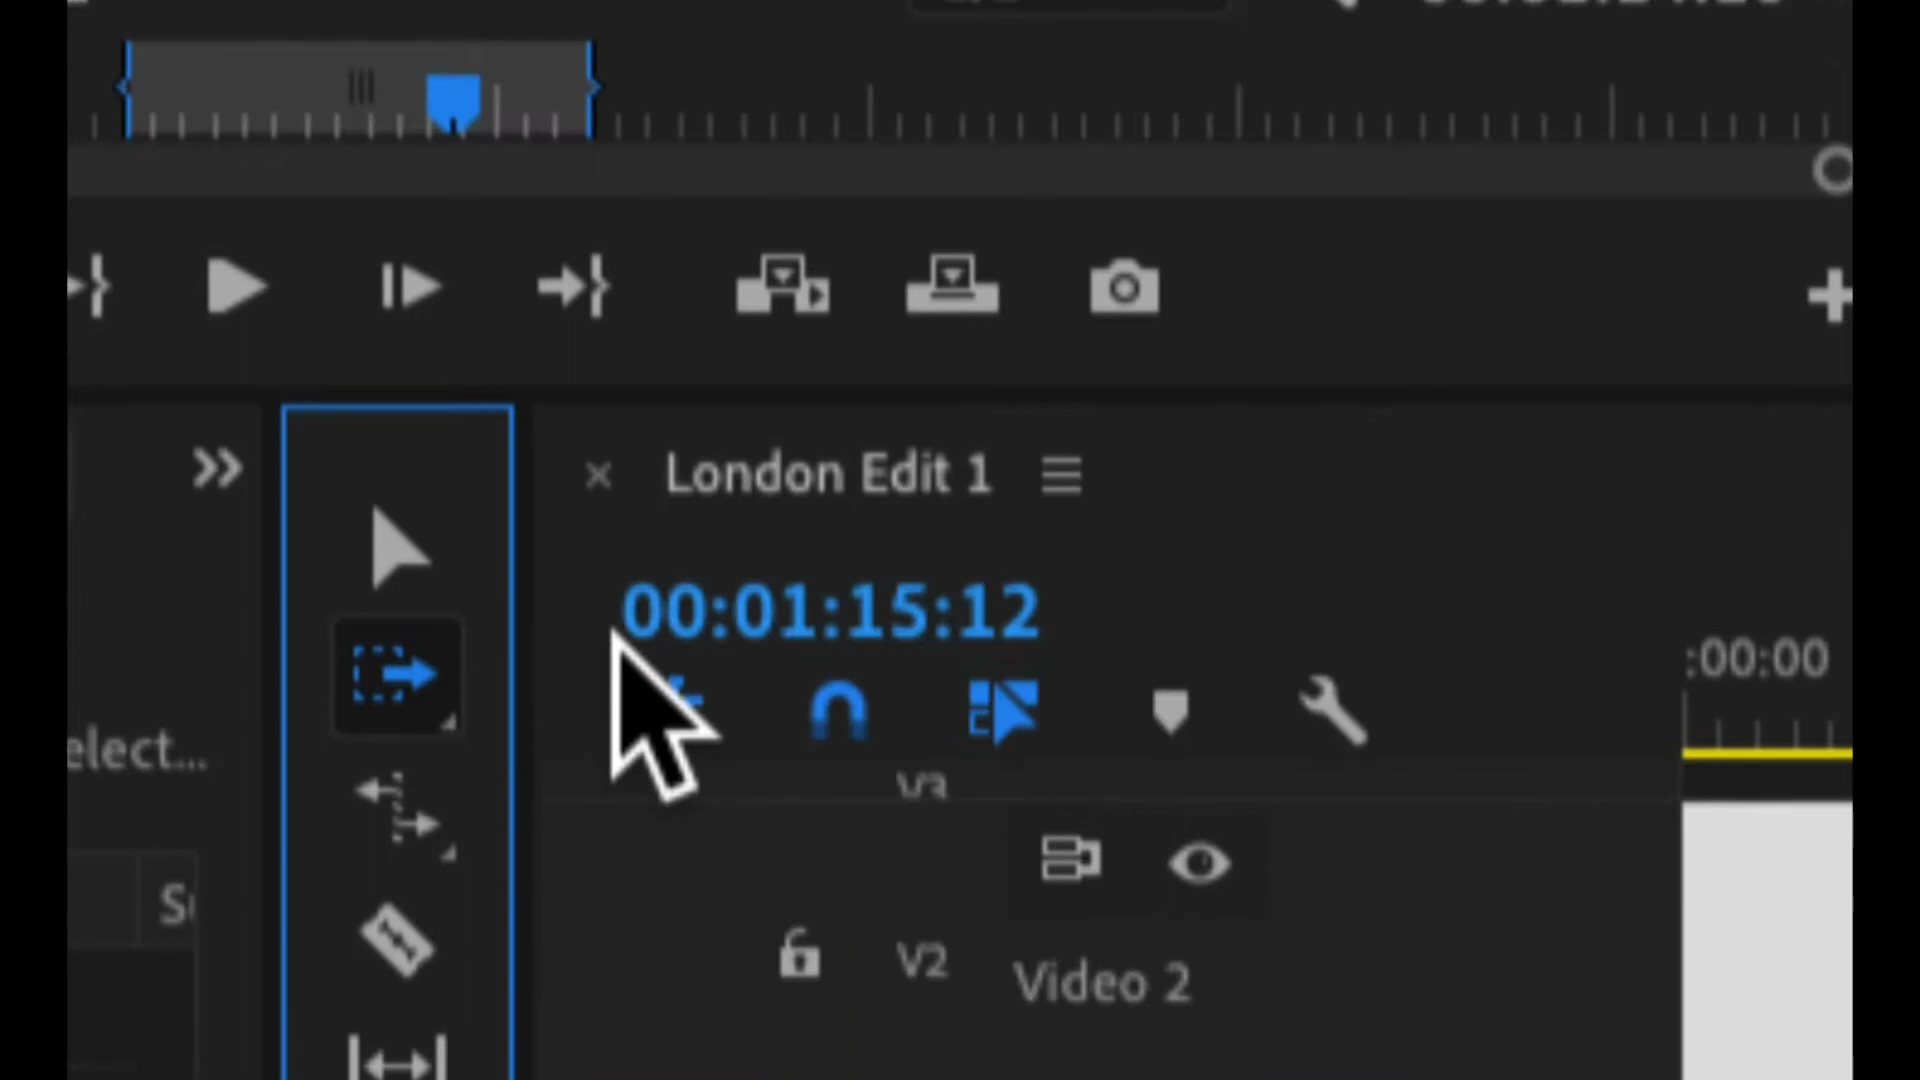 London Edit 1
00:01:15:12
:00:00
elect...
V3
V2
Video 2